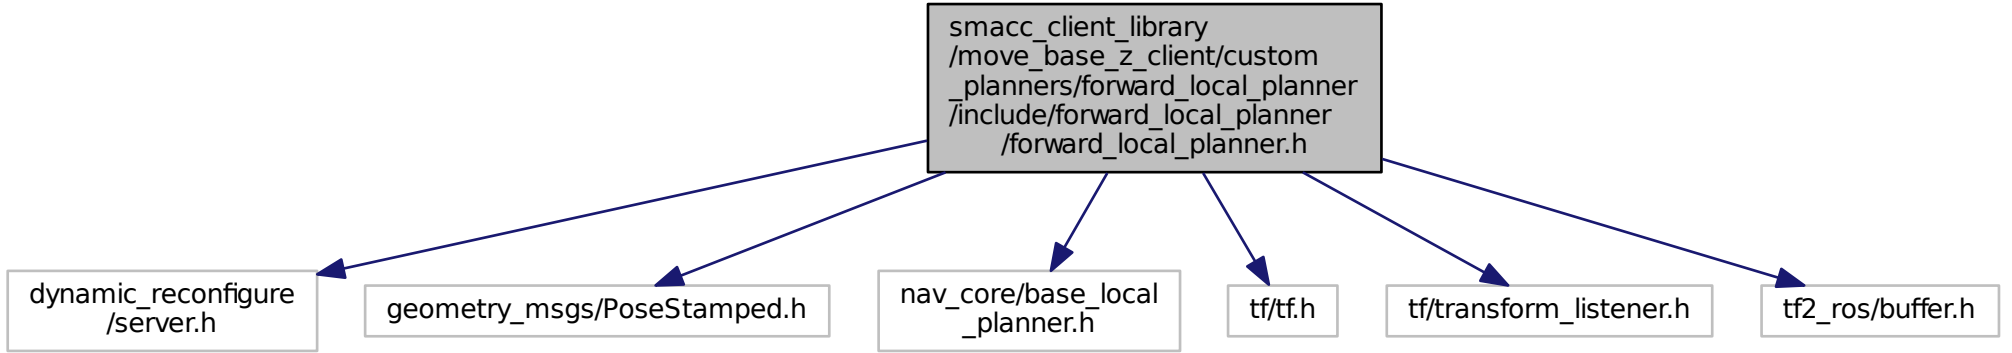 smacc_client_library
/move_base_z_client/custom
_planners/forward_local_planner
/include/forward_local_planner
/forward_local_planner.h
dynamic_reconfigure
/server.h
geometry_msgs/PoseStamped.h
nav_core/base_local
_planner.h
tf/tf.h
tf/transform_listener.h
tf2_ros/buffer.h